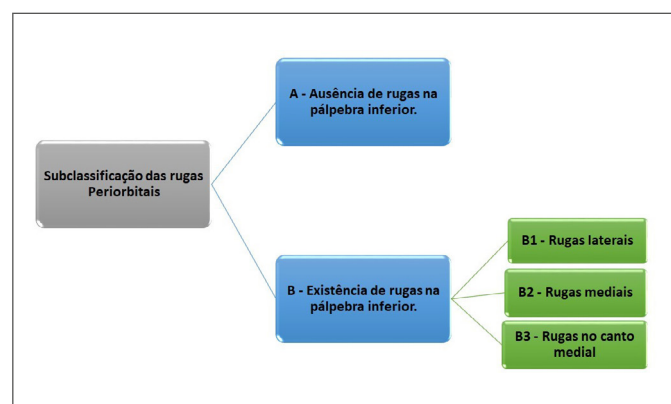 Subclassificação das rugas
Periorbitais
A - Ausência de rugas na
pálpebra inferior.
B - Existência de rugas na
pálpebra inferior.
B1 - Rugas laterais
B2 - Rugas mediais
B3 - Rugas no canto
medial